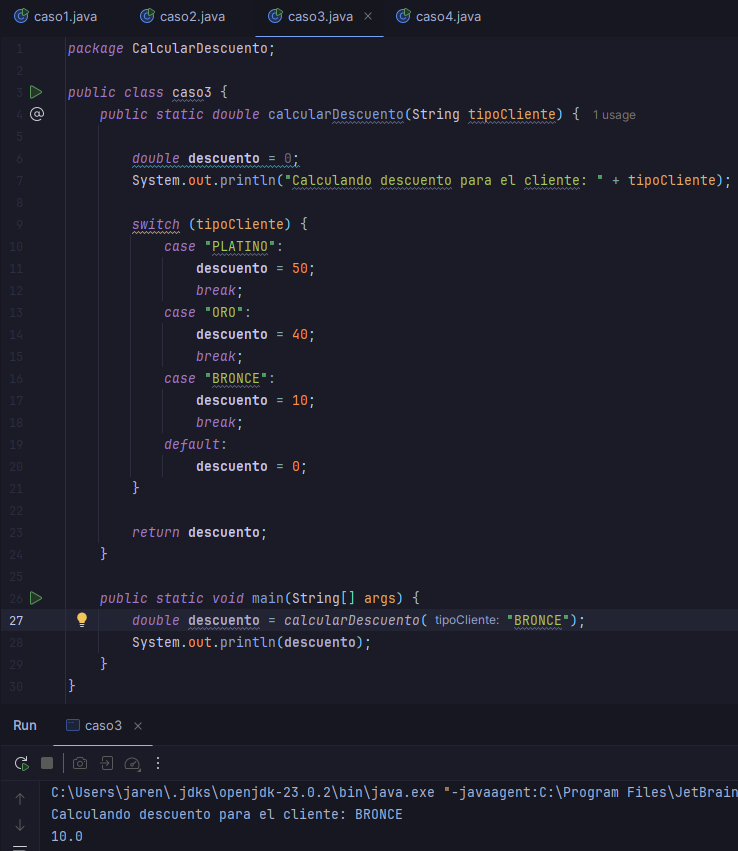 caso1.java caso2.java caso3.java caso4.java
1 package CalcularDescuento;
2
3 public class caso3 {
4 public static double calcularDescuento(String tipoCliente) { 1 usage
5
6 double descuento = 0;
7 System.out.println("Calculando descuento para el cliente: " + tipoCliente);
8
9 switch (tipoCliente) {
10 case "PLATINO":
11 descuento = 50;
12 break;
13 case "ORO":
14 descuento = 40;
15 break;
16 case "BRONCE":
17 descuento = 10;
18 break;
19 default:
20 descuento = 0;
21 }
22
23 return descuento;
24 }
25
26 public static void main(String[] args) {
27 double descuento = calcularDescuento( tipoCliente: "BRONCE");
28 System.out.println(descuento);
29 }
30 }
Run caso3
C:\Users\jaren\.jdks\openjdk-23.0.2\bin\java.exe "-javaagent:C:\Program Files\JetBrain
Calculando descuento para el cliente: BRONCE
10.0